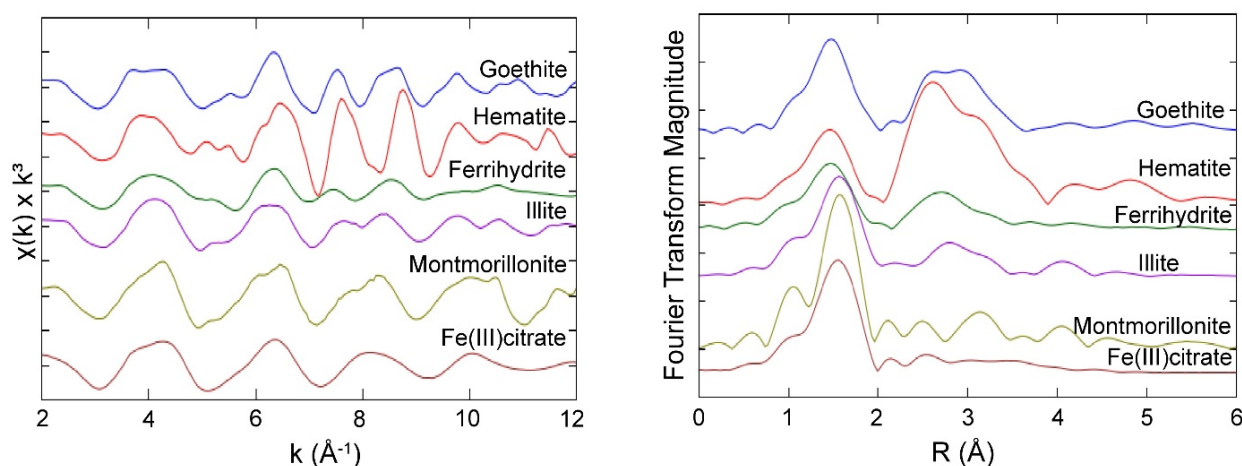 χ(k) x k³
Goethite
Hematite
Ferrihydrite
Illite
Montmorillonite
Fe(III)citrate
2 4 6 8 10 12
k (Å⁻¹)
Fourier Transform Magnitude
Goethite
Hematite
Ferrihydrite
Illite
Montmorillonite
Fe(III)citrate
0 1 2 3 4 5 6
R (Å)